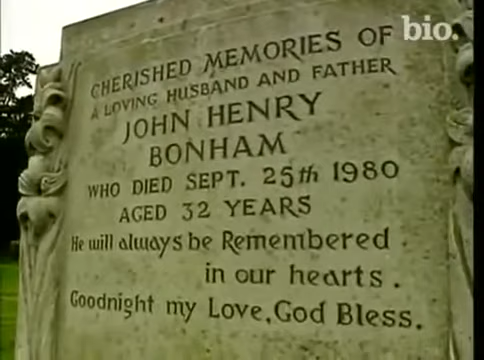 bio.
CHERISHED MEMORIES OF
A LOVING HUSBAND AND FATHER
JOHN HENRY
BONHAM
WHO DIED SEPT. 25th 1980
AGED 32 YEARS
He will always be Remembered
in our hearts.
Goodnight my Love, God Bless.